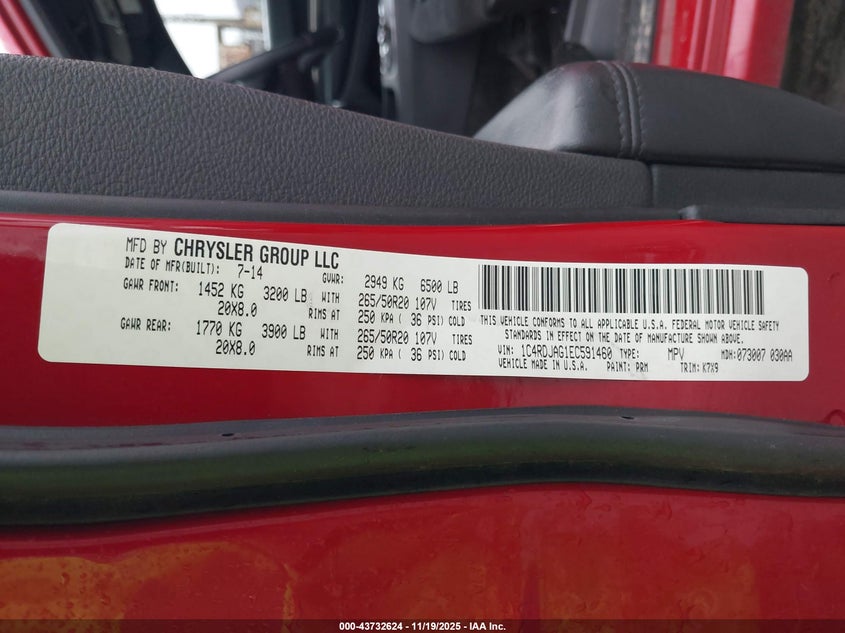 MFD BY CHRYSLER GROUP LLC
DATE OF MFR(BUILT): 7-14 GVWR: 2949 KG 6500 LB
GAWR FRONT: 1452 KG 3200 LB WITH 265/50R20 107V TIRES
20X8.0 RIMS AT 250 KPA( 36 PSI) COLD
GAWR REAR: 1770 KG 3900 LB WITH 265/50R20 107V TIRES
20X8.0 RIMS AT 250 KPA( 36 PSI) COLD
THIS VEHICLE CONFORMS TO ALL APPLICABLE U.S.A. FEDERAL MOTOR VEHICLE SAFETY
STANDARDS IN EFFECT ON THE DATE OF MANUFACTURE SHOWN ABOVE.
VIN: 1C4RDJAG1EC591460 TYPE: MPV MDH: 073007 030AA
VEHICLE MADE IN U.S.A. PAINT: PRM TRIM: K7X9
000-43732624 - 11/19/2025 - IAA Inc.